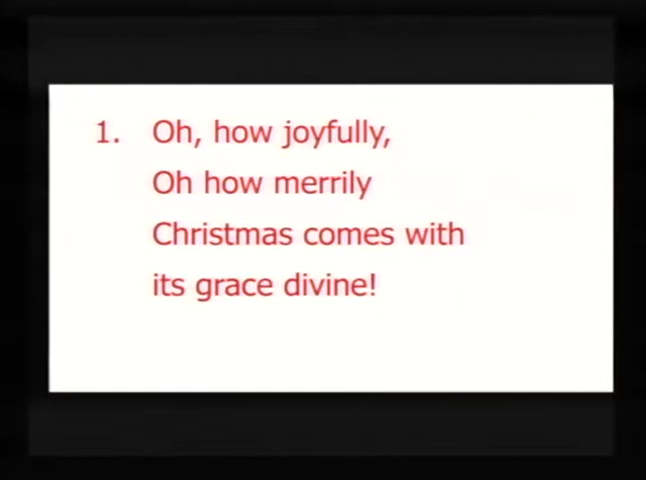 1. Oh, how joyfully,
Oh how merrily
Christmas comes with
its grace divine!